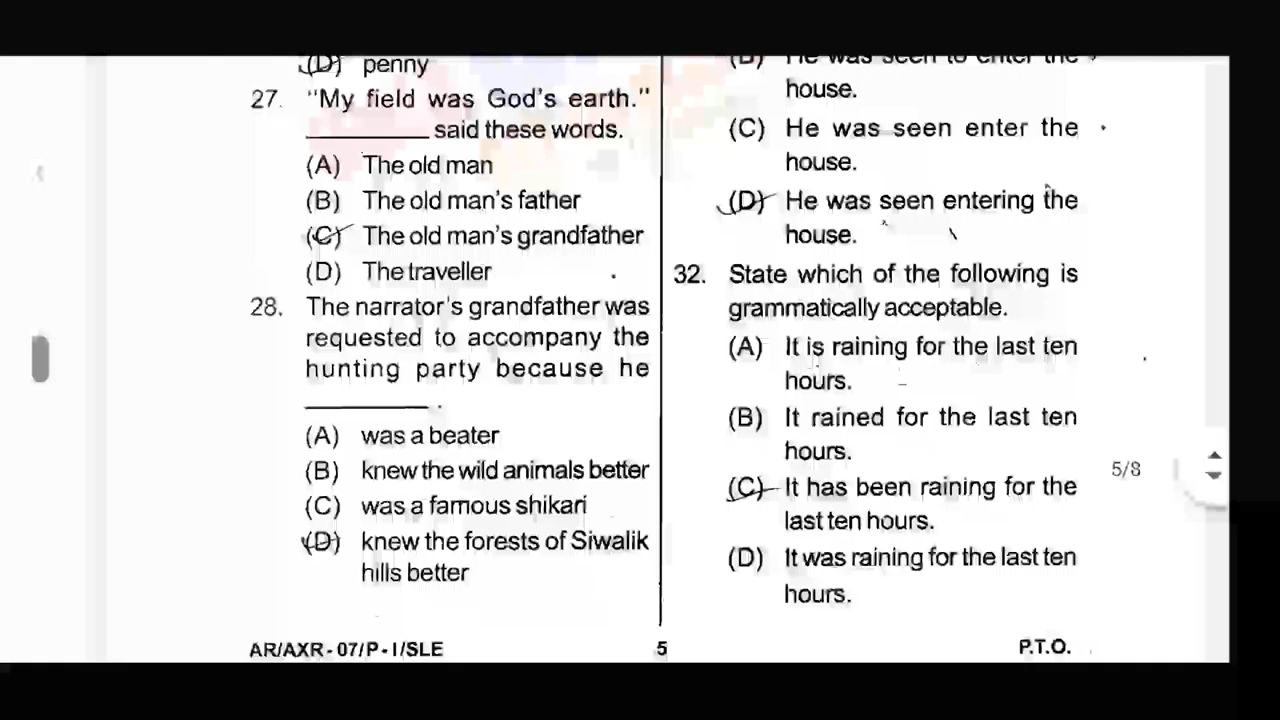 (D) penny
27. "My field was God's earth."
__________ said these words.
(A) The old man
(B) The old man's father
(C) The old man's grandfather
(D) The traveller
28. The narrator's grandfather was
requested to accompany the
hunting party because he
__________ .
(A) was a beater
(B) knew the wild animals better
(C) was a famous shikari
(D) knew the forests of Siwalik
hills better
AR/AXR - 07/P - I/SLE
5
(B) He was seen to enter the
house.
(C) He was seen enter the
house.
(D) He was seen entering the
house.
32. State which of the following is
grammatically acceptable.
(A) It is raining for the last ten
hours.
(B) It rained for the last ten
hours.
(C) It has been raining for the
last ten hours.
(D) It was raining for the last ten
hours.
P.T.O.
5/8